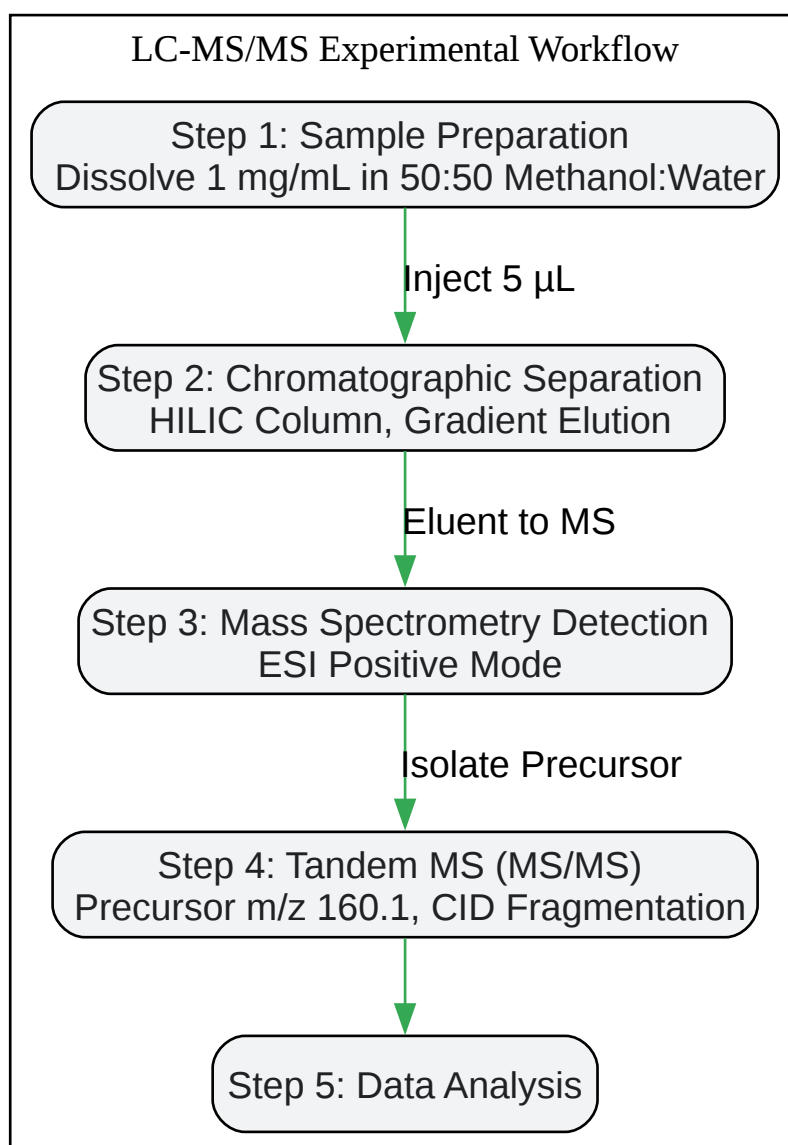 LC-MS/MS Experimental Workflow
Step 1: Sample Preparation
Dissolve 1 mg/mL in 50:50 Methanol:Water
Inject 5 µL
Step 2: Chromatographic Separation
HILIC Column, Gradient Elution
Eluent to MS
Step 3: Mass Spectrometry Detection
ESI Positive Mode
Isolate Precursor
Step 4: Tandem MS (MS/MS)
Precursor m/z 160.1, CID Fragmentation
Step 5: Data Analysis